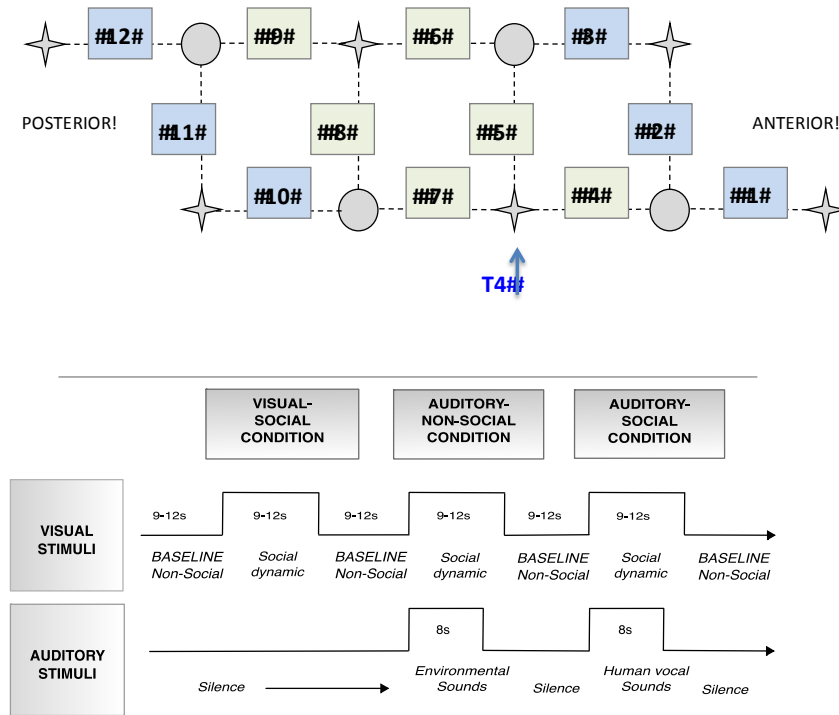 ##12#
##9#
##6#
POSTERIOR!
##11#
##8#
##5#
##2#
ANTERIOR!
##10#
##7#
##4#
##1#
T4##
VISUAL-
SOCIAL
CONDITION
AUDITORY-
NON-SOCIAL
CONDITION
AUDITORY-
SOCIAL
CONDITION
VISUAL
STIMULI
9-12s
9-12s
9-12s
9-12s
9-12s
9-12s
BASELINE
Non-Social
Social
dynamic
BASELINE
Non-Social
Social
dynamic
BASELINE
Non-Social
Social
dynamic
BASELINE
Non-Social
AUDITORY
STIMULI
8s
8s
Silence
Environmental
Sounds
Silence
Human vocal
Sounds
Silence